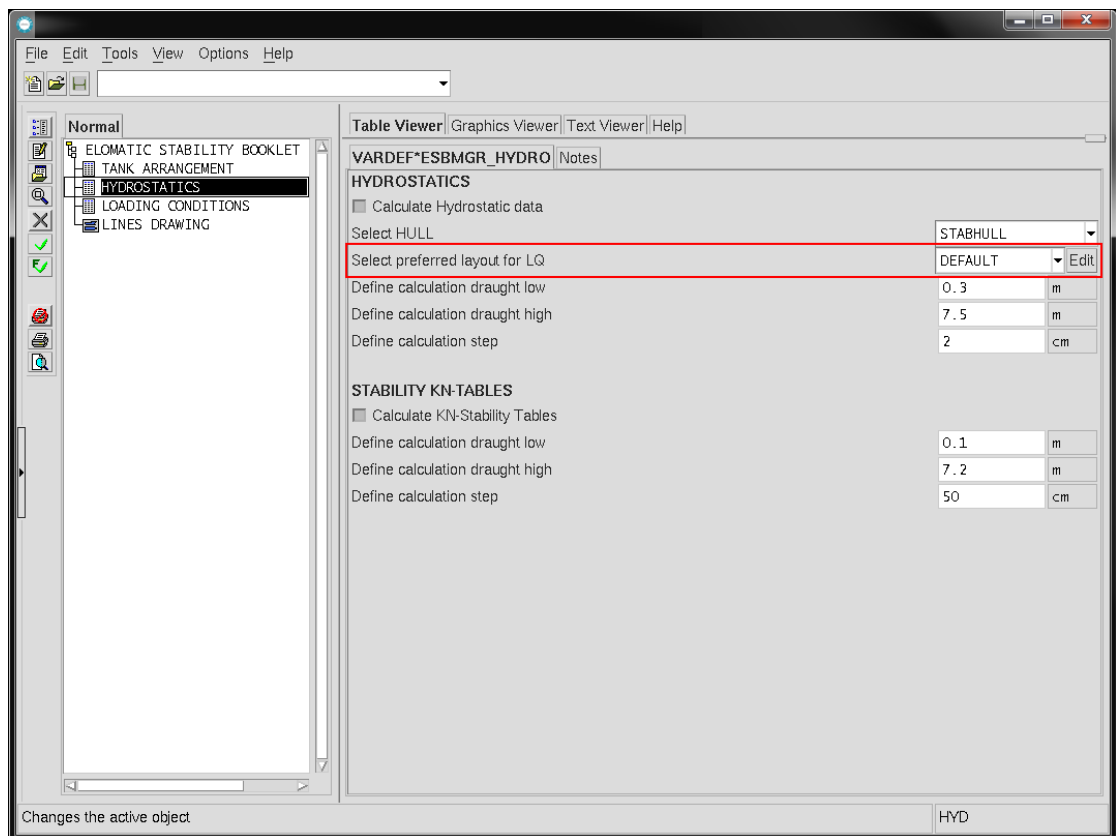 File Edit Tools View Options Help
Normal
ELOMATIC STABILITY BOOKLET
TANK ARRANGEMENT
HYDROSTATICS
LOADING CONDITIONS
LINES DRAWING
Table Viewer Graphics Viewer Text Viewer Help
VARDEF*ESBMGR_HYDRO Notes
HYDROSTATICS
Calculate Hydrostatic data
Select HULL STABHULL
Select preferred layout for LQ DEFAULT Edit
Define calculation draught low 0.3 m
Define calculation draught high 7.5 m
Define calculation step 2 cm
STABILITY KN-TABLES
Calculate KN-Stability Tables
Define calculation draught low 0.1 m
Define calculation draught high 7.2 m
Define calculation step 50 cm
Changes the active object HYD